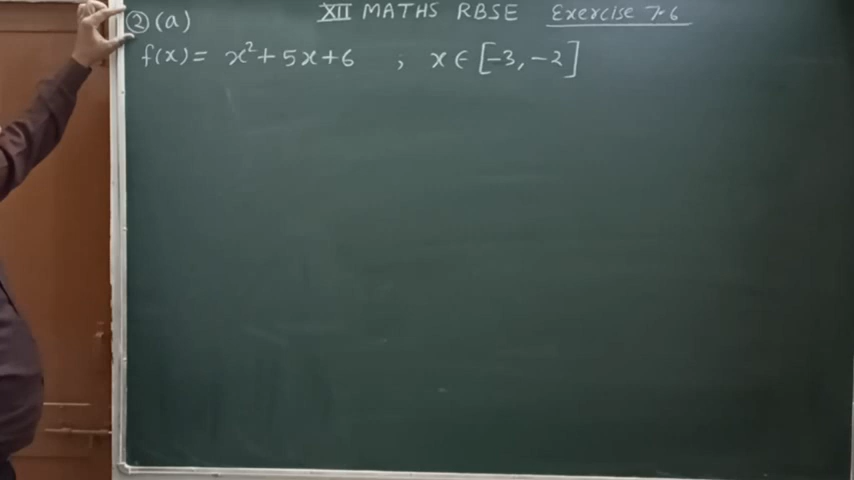 XII MATHS RBSE Exercise 7.6
② (a)
f(x) = x² + 5x + 6 ; x ∈ [-3, -2]